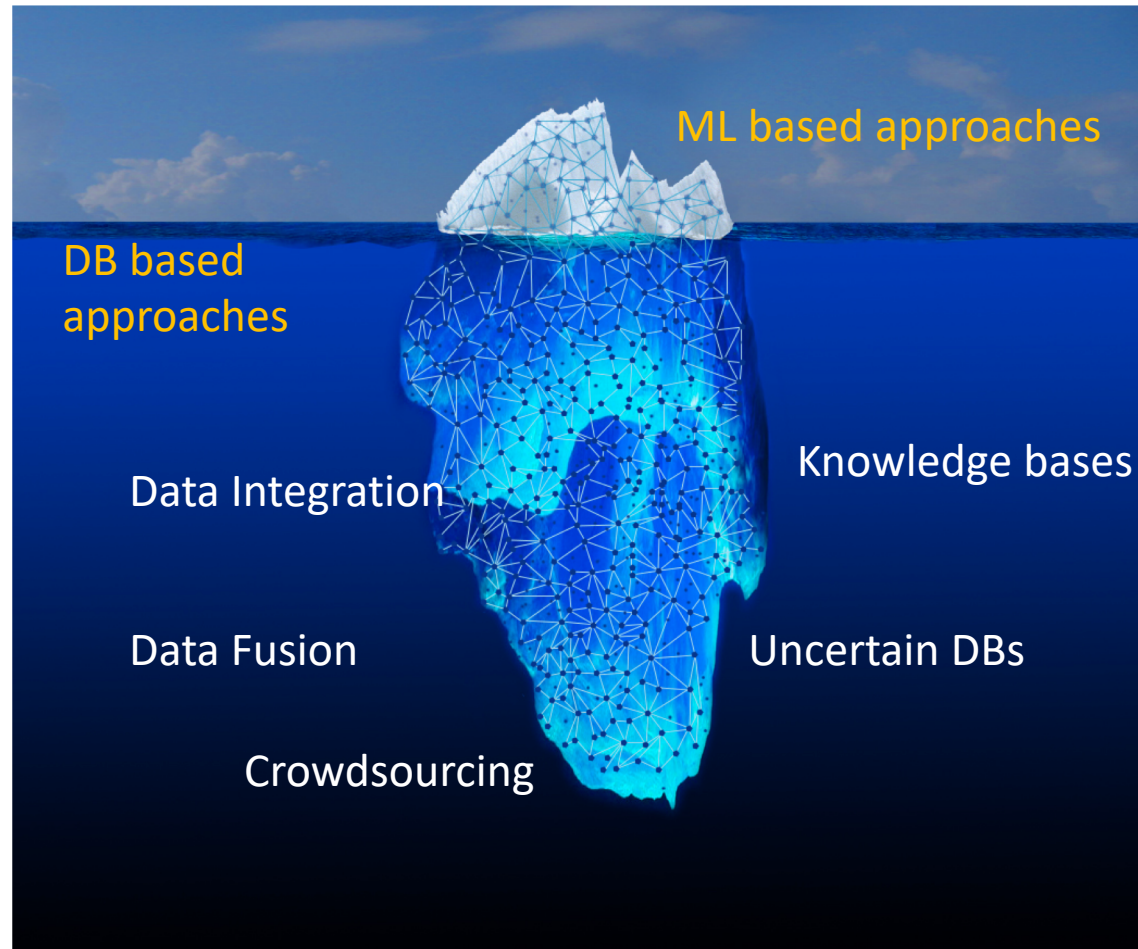 ML based approaches
DB based
approaches
Knowledge bases
Data Integration
Data Fusion
Uncertain DBs
Crowdsourcing